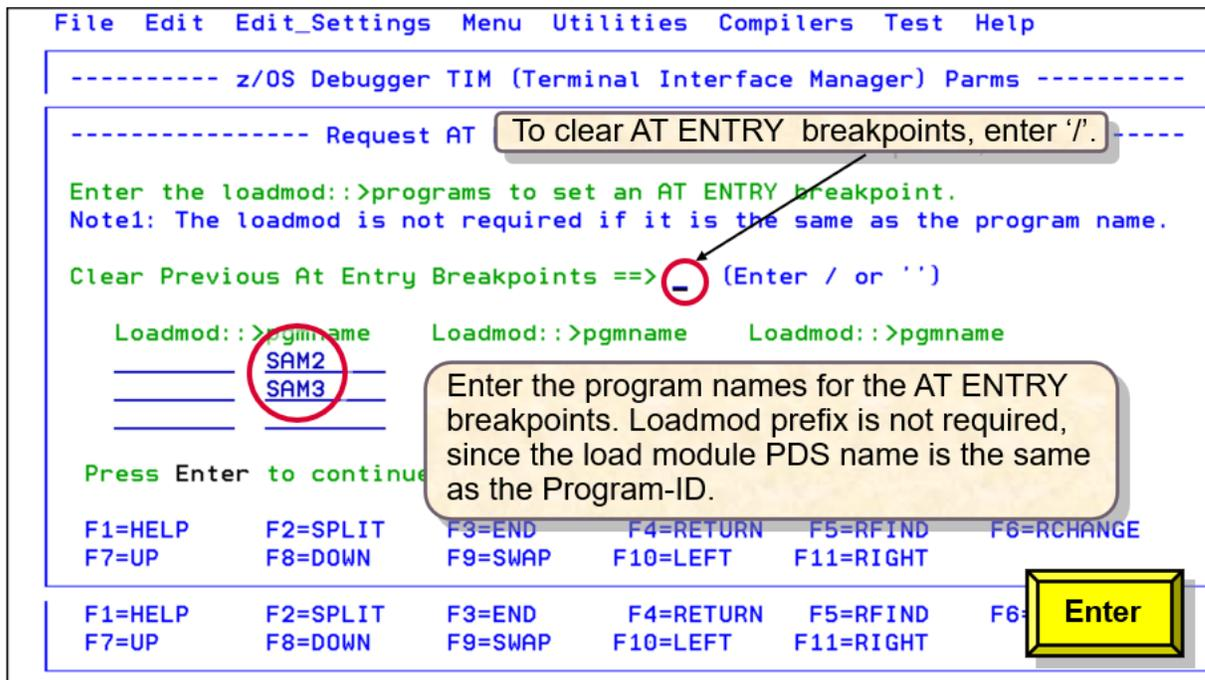 File Edit Edit_Settings Menu Utilities Compilers Test Help
---------- z/OS Debugger TIM (Terminal Interface Manager) Parms ----------
---------------- Request AT
To clear AT ENTRY breakpoints, enter ‘/’.
-----
Enter the loadmod::>programs to set an AT ENTRY breakpoint.
Note1: The loadmod is not required if it is the same as the program name.
Clear Previous At Entry Breakpoints ==> _ (Enter / or '')
Loadmod::>pgmname Loadmod::>pgmname Loadmod::>pgmname
SAM2
SAM3
Enter the program names for the AT ENTRY
breakpoints. Loadmod prefix is not required,
since the load module PDS name is the same
as the Program-ID.
Press Enter to continue
F1=HELP F2=SPLIT F3=END F4=RETURN F5=RFIND F6=RCHANGE
F7=UP F8=DOWN F9=SWAP F10=LEFT F11=RIGHT
F1=HELP F2=SPLIT F3=END F4=RETURN F5=RFIND F6
F7=UP F8=DOWN F9=SWAP F10=LEFT F11=RIGHT
Enter